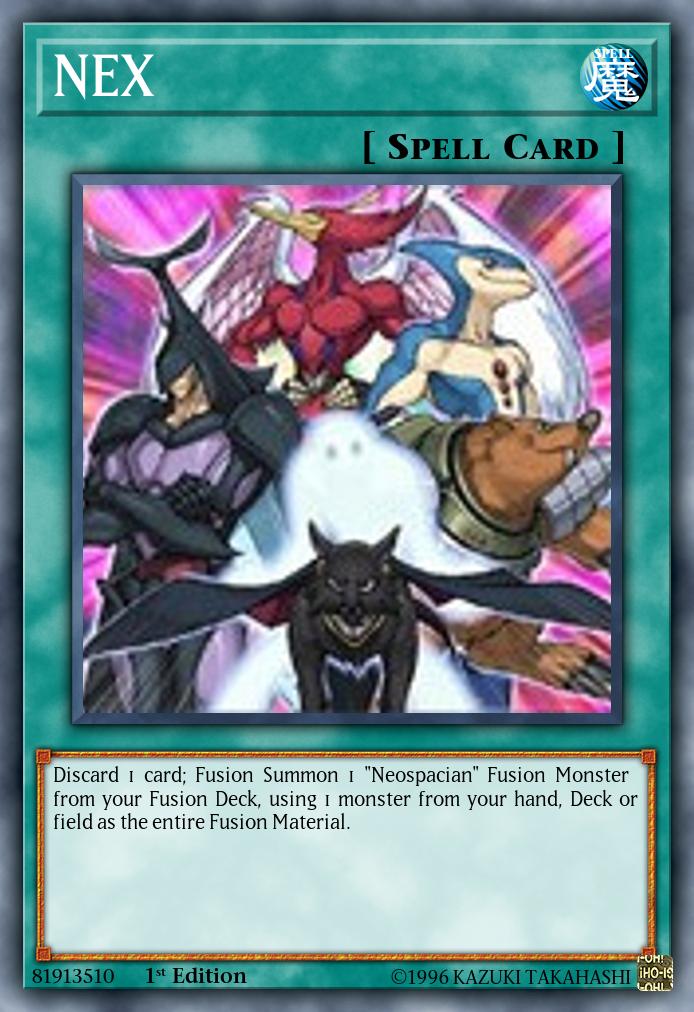 NEX
SPELL
魔
[ SPELL CARD ]
Discard 1 card; Fusion Summon 1 "Neospacian" Fusion Monster
from your Fusion Deck, using 1 monster from your hand, Deck or
field as the entire Fusion Material.
81913510 1st Edition ©1996 KAZUKI TAKAHASHI